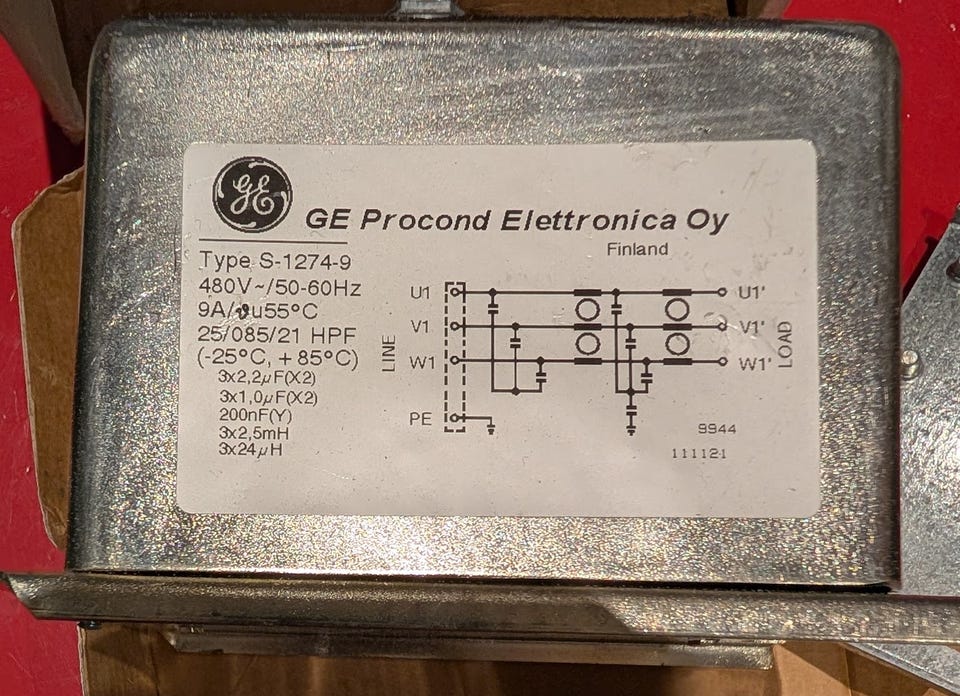 GE
GE Procond Elettronica Oy
Finland
Type S-1274-9
480V~/50-60Hz
9A/ϑu55°C
25/085/21 HPF
(-25°C, +85°C)
3x2,2µF(X2)
3x1,0µF(X2)
200nF(Y)
3x2,5mH
3x24µH
LINE
U1
V1
W1
PE
U1'
V1'
W1'
LOAD
9944
111121